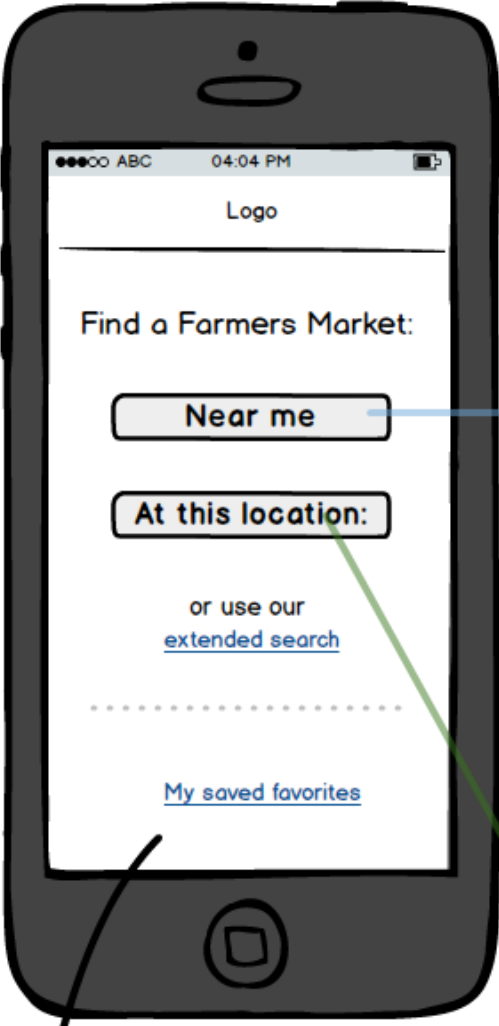 ABC 04:04 PM
Logo
Find a Farmers Market:
Near me
At this location:
or use our
extended search
My saved favorites